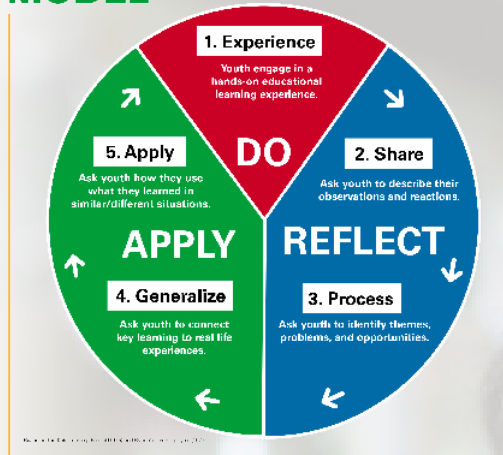 MODEL
1. Experience
Youth engage in a
hands-on educational
learning experience.
DO
2. Share
Ask youth to describe their
observations and reactions.
REFLECT
3. Process
Ask youth to identify themes,
problems, and opportunities.
5. Apply
Ask youth how they use
what they learned in
similar/different situations.
APPLY
4. Generalize
Ask youth to connect
key learning to real life
experiences.